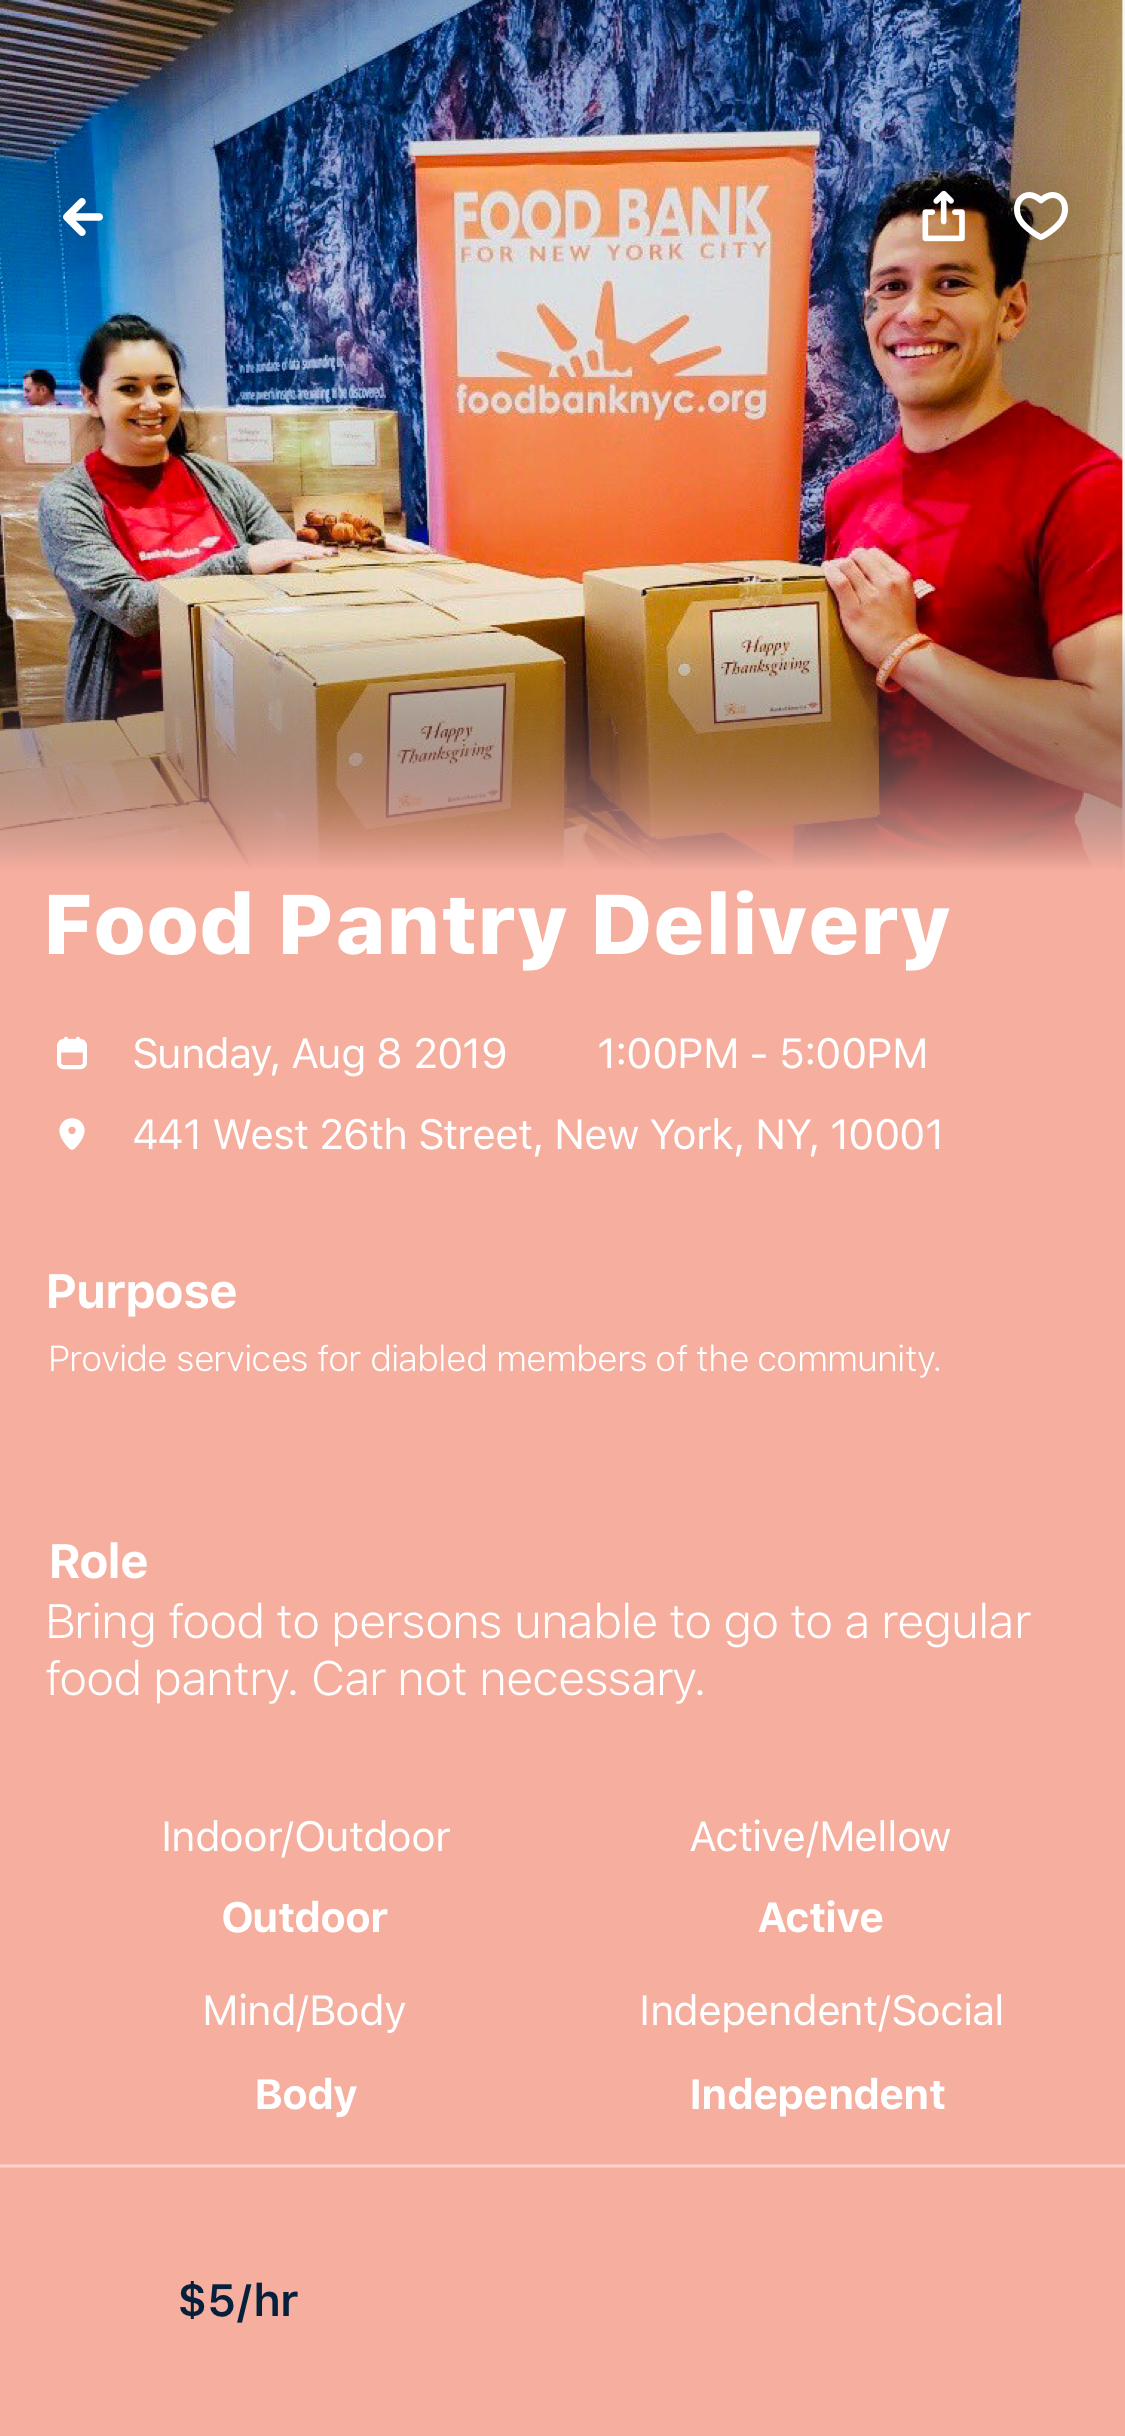 FOOD BANK
FOR NEW YORK CITY
foodbanknyc.org
Happy
Thanksgiving
Happy
Thanksgiving
Food Pantry Delivery
Sunday, Aug 8 2019 1:00PM - 5:00PM
441 West 26th Street, New York, NY, 10001
Purpose
Provide services for diabled members of the community.
Role
Bring food to persons unable to go to a regular
food pantry. Car not necessary.
Indoor/Outdoor Active/Mellow
Outdoor Active
Mind/Body Independent/Social
Body Independent
$5/hr